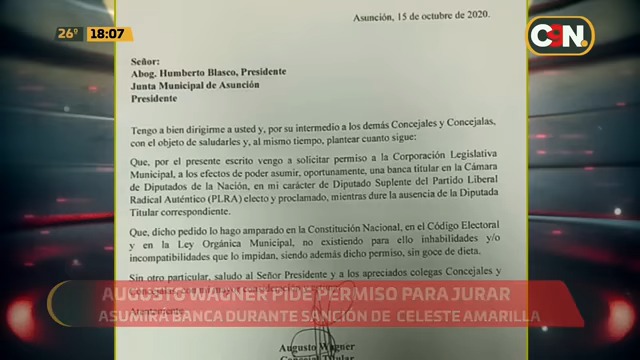 26º 18:07
C9N.
Asunción, 15 de octubre de 2020.
Señor:
Abog. Humberto Blasco, Presidente
Junta Municipal de Asunción
Presidente
Tengo a bien dirigirme a usted y, por su intermedio a los demás Concejales y Concejalas,
con el objeto de saludarles y, al mismo tiempo, plantear cuanto sigue:
Que, por el presente escrito vengo a solicitar permiso a la Corporación Legislativa
Municipal, a los efectos de poder asumir, oportunamente, una banca titular en la Cámara
de Diputados de la Nación, en mi carácter de Diputado Suplente del Partido Liberal
Radical Auténtico (PLRA) electo y proclamado, mientras dure la ausencia de la Diputada
Titular correspondiente.
Que, dicho pedido lo hago amparado en la Constitución Nacional, en el Código Electoral
y en la Ley Orgánica Municipal, no existiendo para ello inhabilidades y/o
incompatibilidades que lo impidan, siendo además dicho permiso, sin goce de dieta.
Sin otro particular, saludo al Señor Presidente y a los apreciados colegas Concejales y
AUGUSTO WAGNER PIDE PERMISO PARA JURAR
ASUMIRÁ BANCA DURANTE SANCIÓN DE CELESTE AMARILLA
Augusto Wagner
Concejal Titular